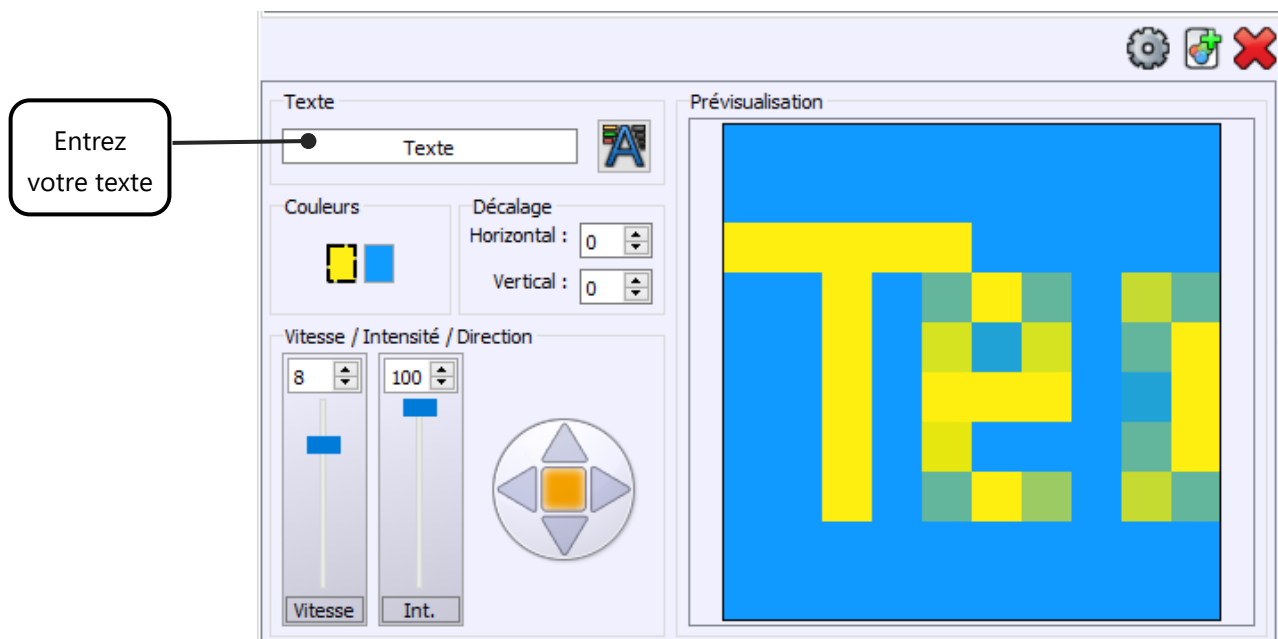 Entrez
votre texte
Texte
Texte
Prévisualisation
Couleurs
Décalage
Horizontal : 0
Vertical : 0
Vitesse / Intensité / Direction
8 100
Vitesse Int.